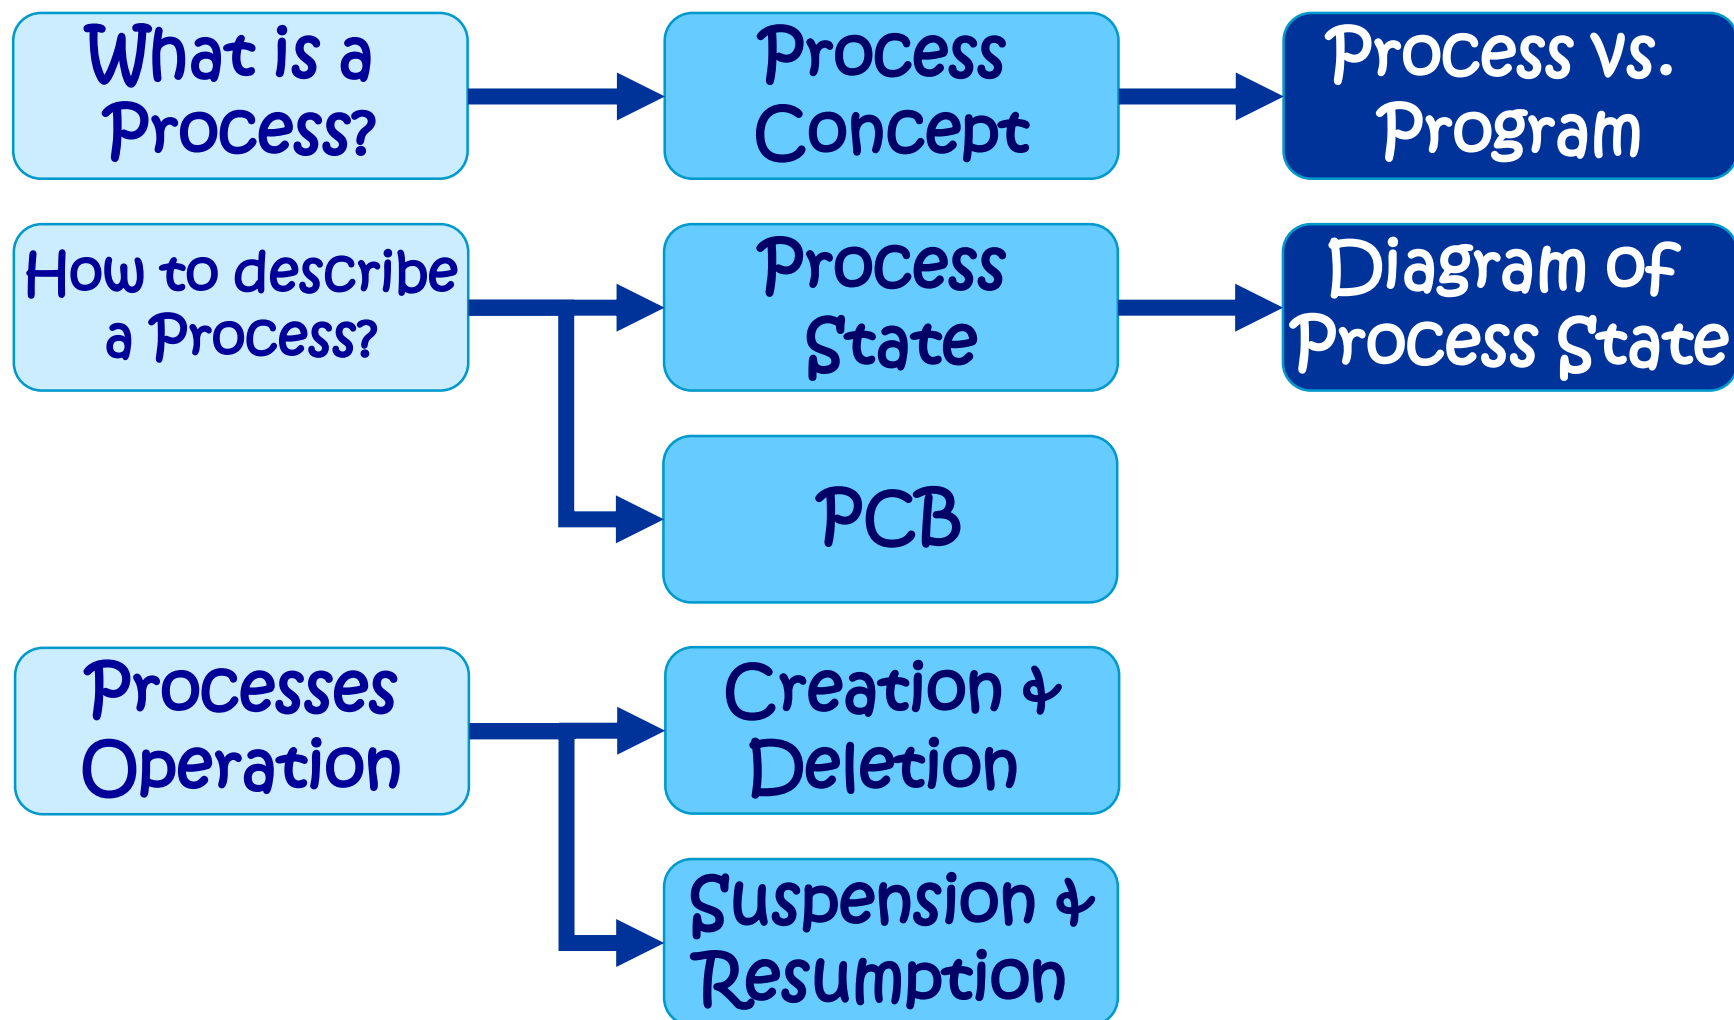 What is a
Process?
Process
Concept
Process vs.
Program
How to describe
a Process?
Process
State
Diagram of
Process State
PCB
Processes
Operation
Creation &
Deletion
Suspension &
Resumption